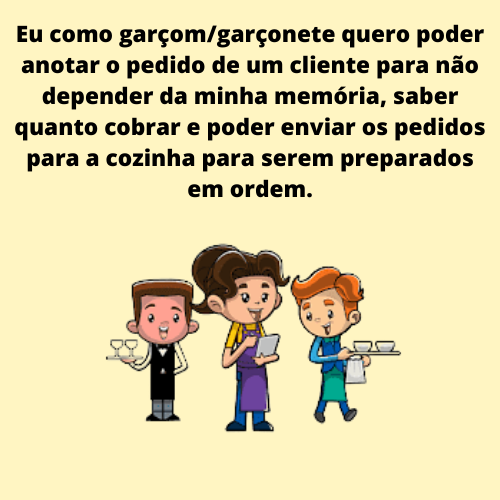 Eu como garçom/garçonete quero poder
anotar o pedido de um cliente para não
depender da minha memória, saber
quanto cobrar e poder enviar os pedidos
para a cozinha para serem preparados
em ordem.